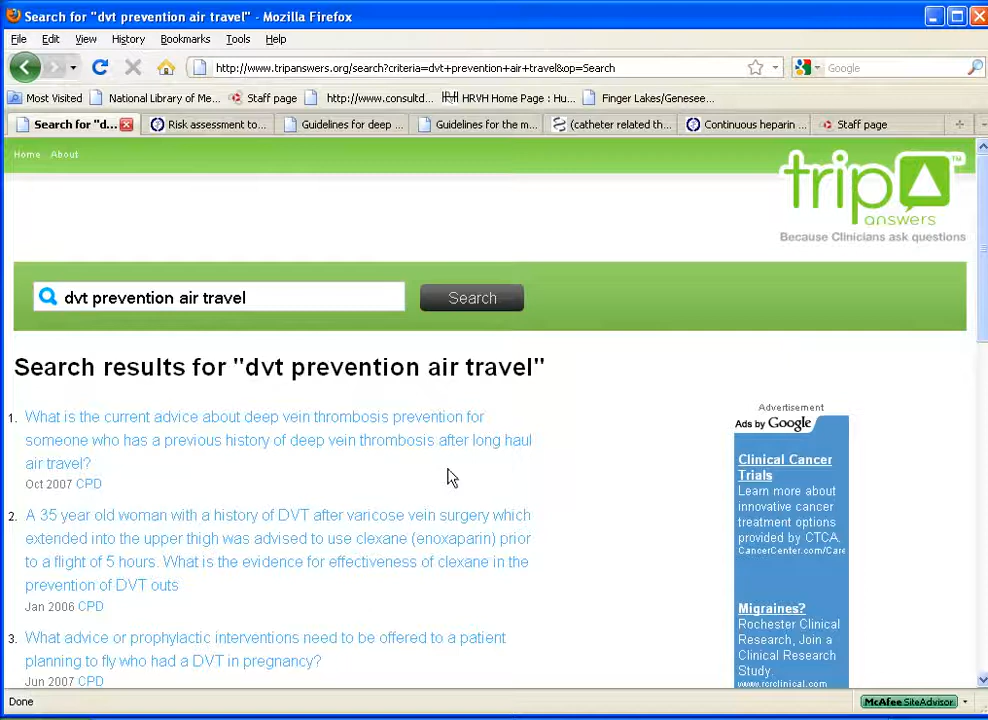 Search for "dvt prevention air travel" - Mozilla Firefox
File Edit View History Bookmarks Tools Help
http://www.tripanswers.org/search?criteria=dvt+prevention+air+travel&op=Search
Google
Most Visited National Library of Me... Staff page http://www.consultd... HRVH Home Page : Hu... Finger Lakes/Genesee...
Search for "d... Risk assessment to... Guidelines for deep ... Guidelines for the m... (catheter related th... Continuous heparin ... Staff page
Home About
trip
TM
answers
Because Clinicians ask questions
dvt prevention air travel
Search
Search results for "dvt prevention air travel"
1. What is the current advice about deep vein thrombosis prevention for
someone who has a previous history of deep vein thrombosis after long haul
air travel?
Oct 2007 CPD
2. A 35 year old woman with a history of DVT after varicose vein surgery which
extended into the upper thigh was advised to use clexane (enoxaparin) prior
to a flight of 5 hours. What is the evidence for effectiveness of clexane in the
prevention of DVT outs
Jan 2006 CPD
3. What advice or prophylactic interventions need to be offered to a patient
planning to fly who had a DVT in pregnancy?
Jun 2007 CPD
Advertisement
Ads by Google
Clinical Cancer
Trials
Learn more about
innovative cancer
treatment options
provided by CTCA.
CancerCenter.com/Care
Migraines?
Rochester Clinical
Research, Join a
Clinical Research
Study.
www.rcrclinical.com
Done
McAfee SiteAdvisor